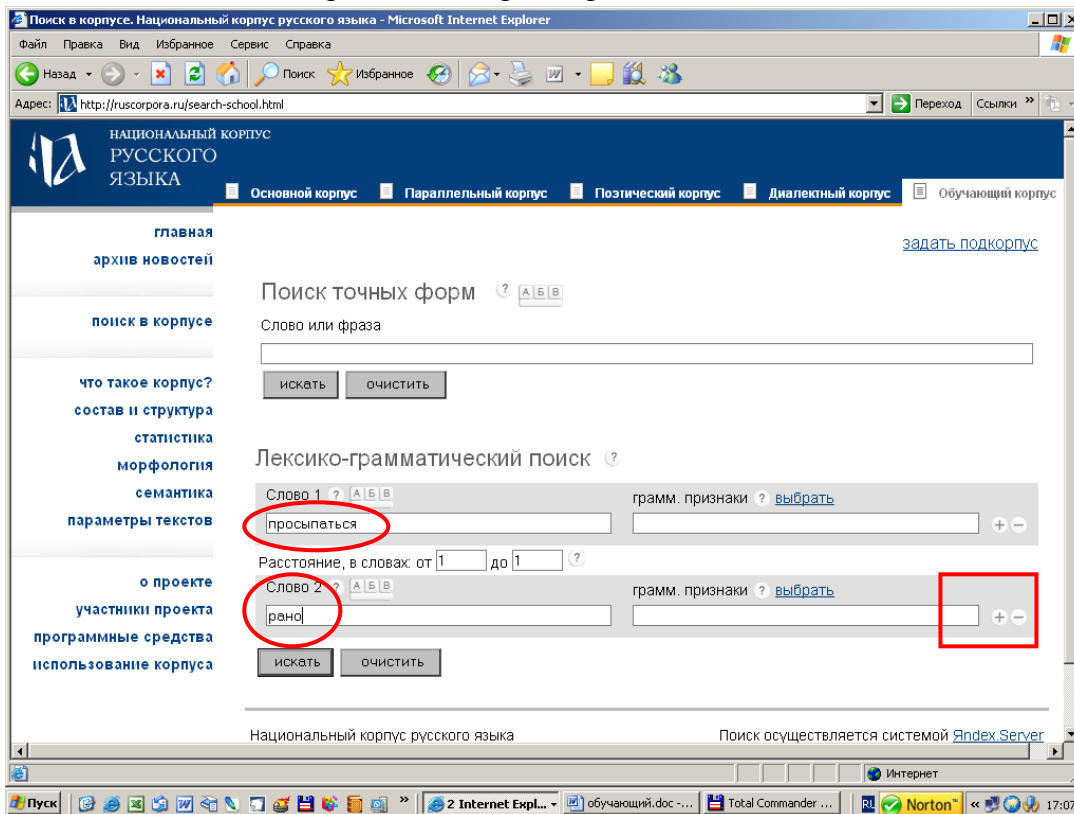 Поиск в корпусе. Национальный корпус русского языка - Microsoft Internet Explorer
Файл Правка Вид Избранное Сервис Справка
Назад Поиск Избранное
Адрес: http://ruscorpora.ru/search-school.html Переход Ссылки »
НАЦИОНАЛЬНЫЙ КОРПУС
РУССКОГО
ЯЗЫКА
Основной корпус Параллельный корпус Поэтический корпус Диалектный корпус Обучающий корпус
главная
архив новостей
поиск в корпусе
что такое корпус?
состав и структура
статистика
морфология
семантика
параметры текстов
о проекте
участники проекта
программные средства
использование корпуса
задать подкорпус
Поиск точных форм ? А Б В
Слово или фраза
искать очистить
Лексико-грамматический поиск ?
Слово 1 ? А Б В грамм. признаки ? выбрать
просыпаться + −
Расстояние, в словах: от 1 до 1 ?
Слово 2 ? А Б В грамм. признаки ? выбрать
рано + −
искать очистить
Национальный корпус русского языка Поиск осуществляется системой Яndex.Server
Интернет
Пуск » 2 Internet Expl... обучающий.doc -... Total Commander ... RU Norton™ « 17:07